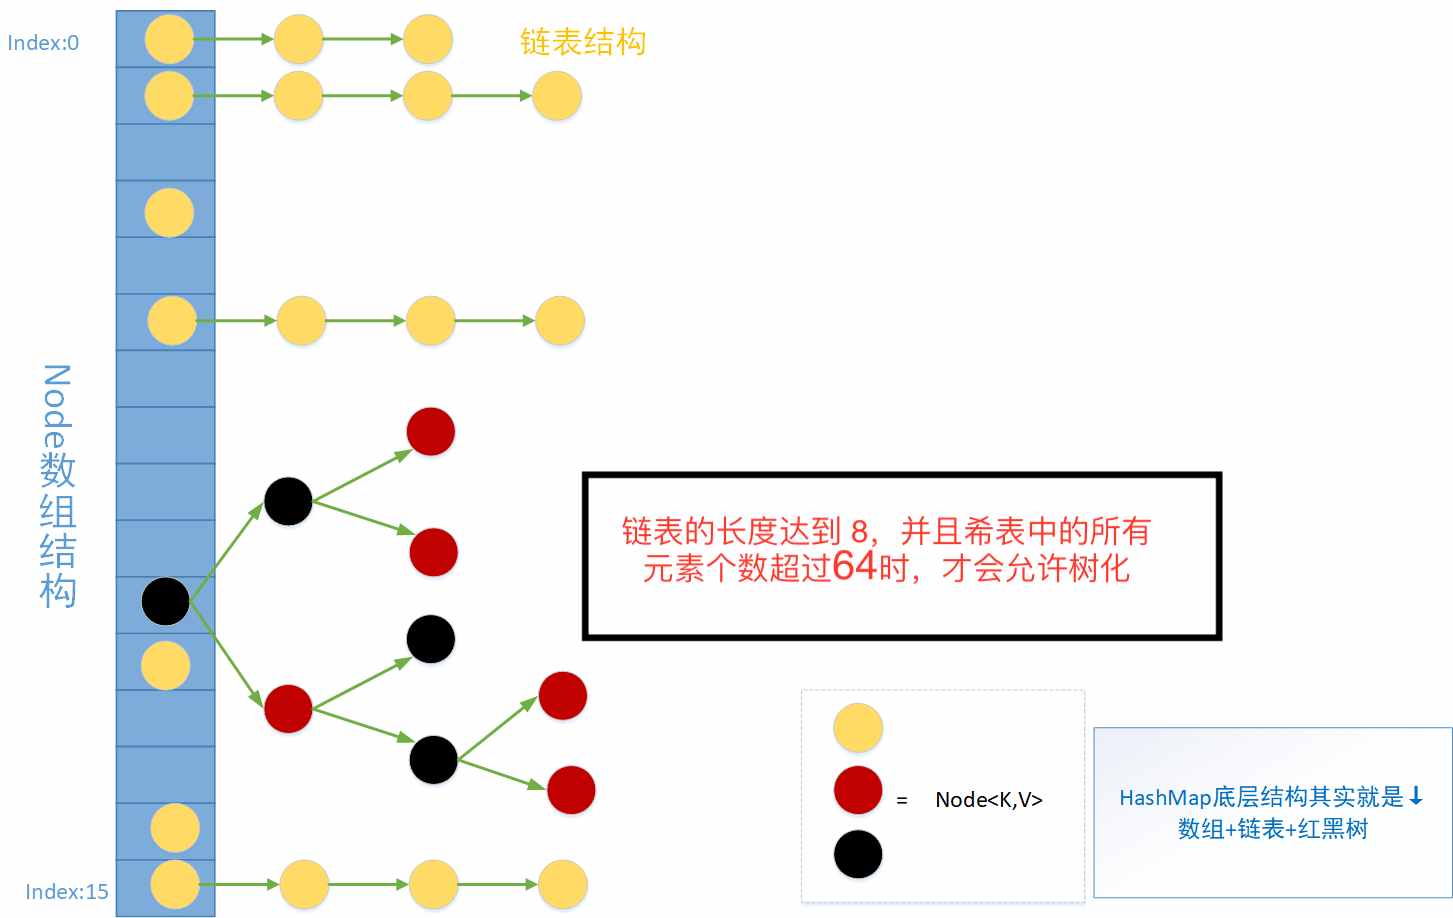 Index:0
链表结构
Node数组结构
链表的长度达到 8，并且希表中的所有
元素个数超过64时，才会允许树化
= Node<K,V>
HashMap底层结构其实就是↓
数组+链表+红黑树
Index:15